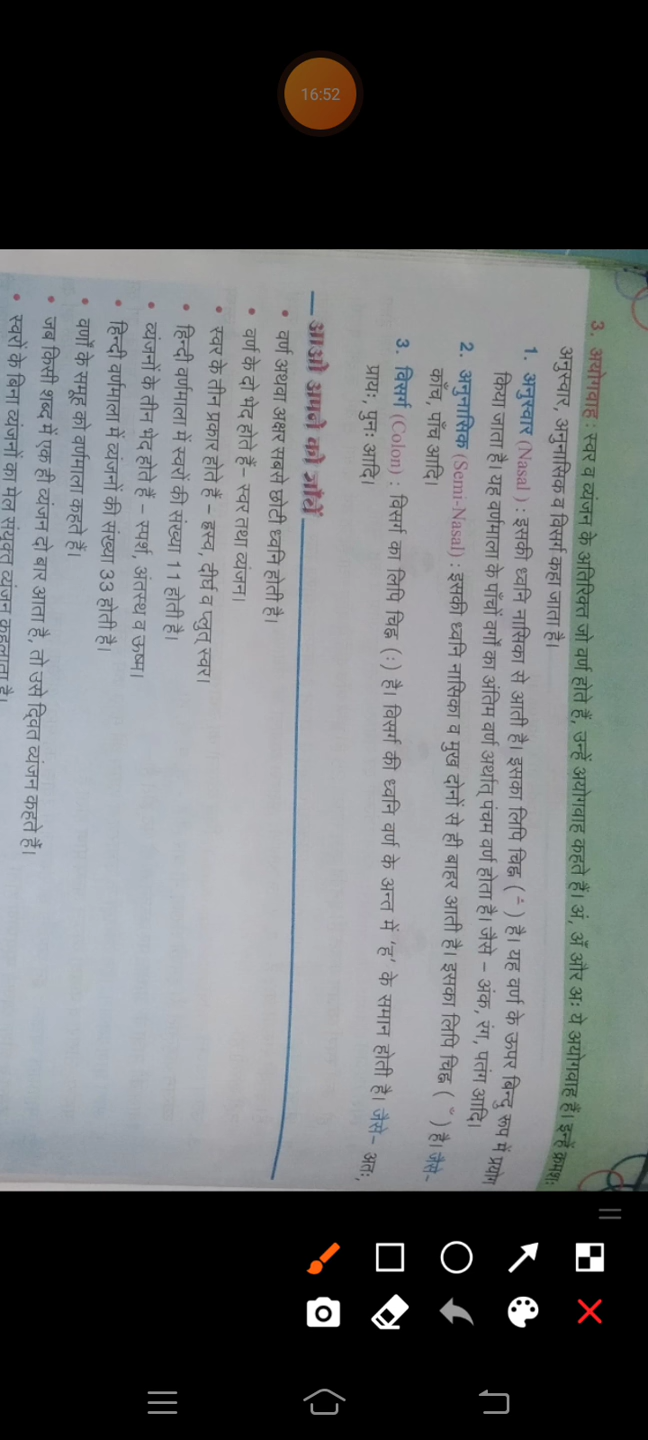 16:52
3. अयोगवाह : स्वर व व्यंजन के अतिरिक्त जो वर्ण होते हैं, उन्हें अयोगवाह कहते हैं। अं, अँ और अः ये अयोगवाह हैं। इन्हें क्रमशः
अनुस्वार, अनुनासिक व विसर्ग कहा जाता है।
1. अनुस्वार (Nasal) : इसकी ध्वनि नासिका से आती है। इसका लिपि चिह्न ( ं ) है। यह वर्ण के ऊपर बिन्दु रूप में प्रयोग
किया जाता है। यह वर्णमाला के पाँचों वर्गों का अंतिम वर्ण अर्थात् पंचम वर्ण होता है। जैसे – अंक, रंग, पतंग आदि।
2. अनुनासिक (Semi-Nasal) : इसकी ध्वनि नासिका व मुख दोनों से ही बाहर आती है। इसका लिपि चिह्न ( ँ ) है। जैसे–
काँच, पाँच आदि।
3. विसर्ग (Colon) : विसर्ग का लिपि चिह्न (:) है। विसर्ग की ध्वनि वर्ण के अन्त में ‘ह’ के समान होती है। जैसे– अतः,
प्रायः, पुनः आदि।
आओ अपने को जाँचें
• वर्ण अथवा अक्षर सबसे छोटी ध्वनि होती है।
• वर्ण के दो भेद होते हैं– स्वर तथा व्यंजन।
• स्वर के तीन प्रकार होते हैं – ह्रस्व, दीर्घ व प्लुत् स्वर।
• हिन्दी वर्णमाला में स्वरों की संख्या 11 होती है।
• व्यंजनों के तीन भेद होते हैं – स्पर्श, अंतस्थ व ऊष्म।
• हिन्दी वर्णमाला में व्यंजनों की संख्या 33 होती है।
• वर्णों के समूह को वर्णमाला कहते हैं।
• जब किसी शब्द में एक ही व्यंजन दो बार आता है, तो उसे द्वित व्यंजन कहते हैं।
• स्वरों के बिना व्यंजनों का मेल संयुक्त व्यंजन कहलाता है।